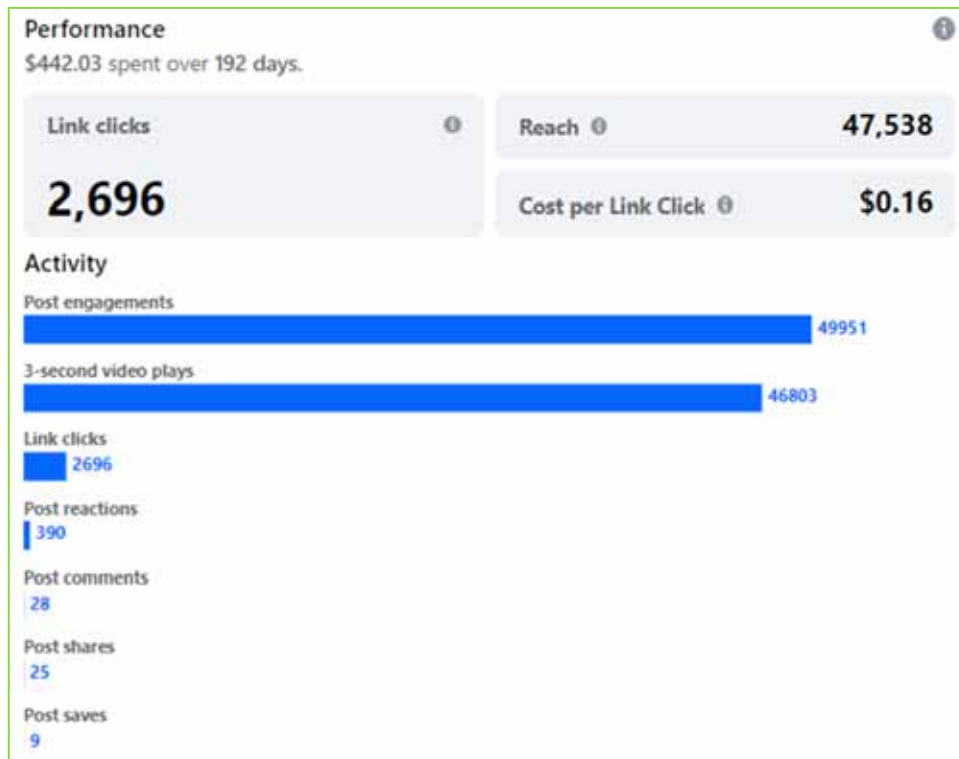 Performance
$442.03 spent over 192 days.
Link clicks
2,696
Reach 47,538
Cost per Link Click $0.16
Activity
Post engagements
49951
3-second video plays
46803
Link clicks
2696
Post reactions
390
Post comments
28
Post shares
25
Post saves
9